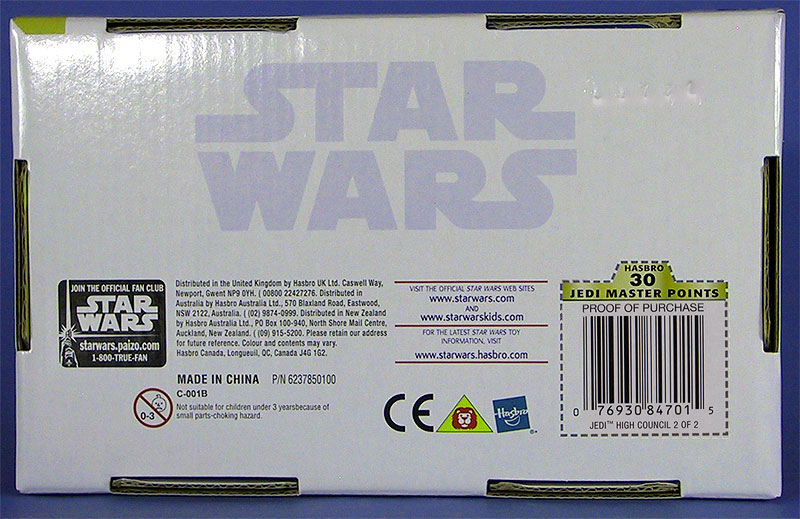 STAR
WARS
JOIN THE OFFICIAL FAN CLUB
STAR
WARS
starwars.paizo.com
1-800-TRUE-FAN
Distributed in the United Kingdom by Hasbro UK Ltd. Caswell Way,
Newport, Gwent NP9 0YH. ( 00800 22427276. Distributed in
Australia by Hasbro Australia Ltd., 570 Blaxland Road, Eastwood,
NSW 2122, Australia. ( (02) 9874-0999. Distributed in New Zealand
by Hasbro Australia Ltd., PO Box 100-940, North Shore Mail Centre,
Auckland, New Zealand. ( (09) 915-5200. Please retain our address
for future reference. Colour and contents may vary.
Hasbro Canada, Longueuil, QC, Canada J4G 1G2.
MADE IN CHINA P/N 6237850100
C-001B
0-3
Not suitable for children under 3 yearsbecause of
small parts-choking hazard.
VISIT THE OFFICIAL STAR WARS WEB SITES
www.starwars.com
AND
www.starwarskids.com
FOR THE LATEST STAR WARS TOY
INFORMATION, VISIT
www.starwars.hasbro.com
CE
Hasbro
HASBRO
30
JEDI MASTER POINTS
PROOF OF PURCHASE
0 76930 84701 5
JEDI™ HIGH COUNCIL 2 OF 2